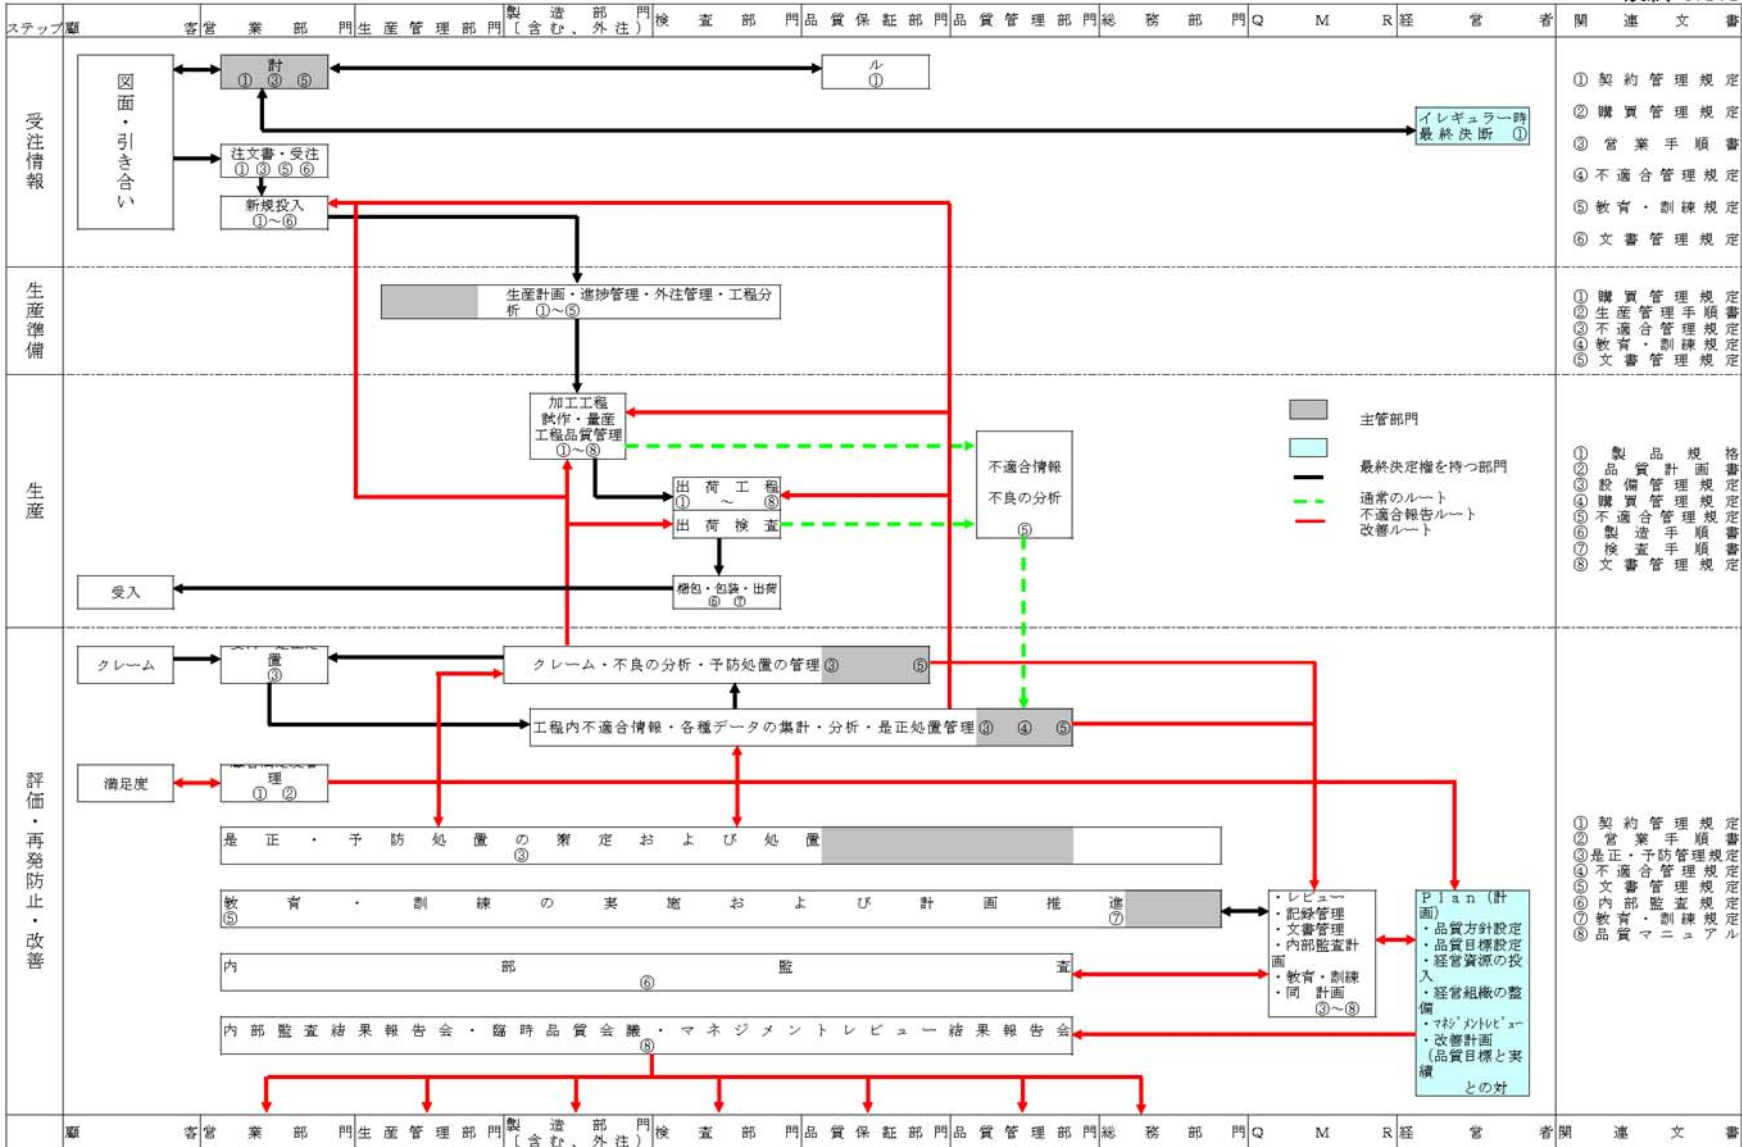 製造部門
ステップ 顧客 営業部門 生産管理部門 〔含む、外注〕 検査部門 品質保証部門 品質管理部門 総務部門 QMR 経営者 関連文書
受注情報
図面・引き合い
① ③ ⑤
ル
①
イレギュラー時
最終決断 ①
注文書・受注
① ③ ⑤ ⑥
新規投入
①～⑥
① 契約管理規定
② 購買管理規定
③ 営業手順書
④ 不適合管理規定
⑤ 教育・訓練規定
⑥ 文書管理規定
生産準備
生産計画・進捗管理・外注管理・工程分
析 ①～⑤
① 購買管理規定
② 生産管理手順書
③ 不適合管理規定
④ 教育・訓練規定
⑤ 文書管理規定
生産
加工工程
試作・量産
工程品質管理
①～⑧
出荷工程
①～⑧
出荷検査
梱包・包装・出荷
⑥ ⑦
受入
不適合情報
不良の分析
⑤
主管部門
最終決定権を持つ部門
通常のルート
不適合報告ルート
改善ルート
① 製品規格
② 品質計画書
③ 設備管理規定
④ 購買管理規定
⑤ 不適合管理規定
⑥ 製造手順書
⑦ 検査手順書
⑧ 文書管理規定
評価・再発防止・改善
クレーム
置
③
クレーム・不良の分析・予防処置の管理③ ⑤
工程内不適合情報・各種データの集計・分析・是正処置管理③ ④ ⑤
満足度
理
① ②
是正・予防処置の策定および処置
③
教育・訓練の実施および計画推進
⑤ ⑦
内部監査
⑥
内部監査結果報告会・臨時品質会議・マネジメントレビュー結果報告会
⑧
・レビュー
・記録管理
・文書管理
・内部監査計
画
・教育・訓練
・同 計画
③～⑧
Plan（計
画）
・品質方針設定
・品質目標設定
・経営資源の投
入
・経営組織の整
備
・マネジメントレビュー
・改善計画
（品質目標と実
績
との対
① 契約管理規定
② 営業手順書
③是正・予防管理規定
④ 不適合管理規定
⑤ 文書管理規定
⑥ 内部監査規定
⑦ 教育・訓練規定
⑧ 品質マニュアル
製造部門
顧客 営業部門 生産管理部門 〔含む、外注〕 検査部門 品質保証部門 品質管理部門 総務部門 QMR 経営者 関連文書